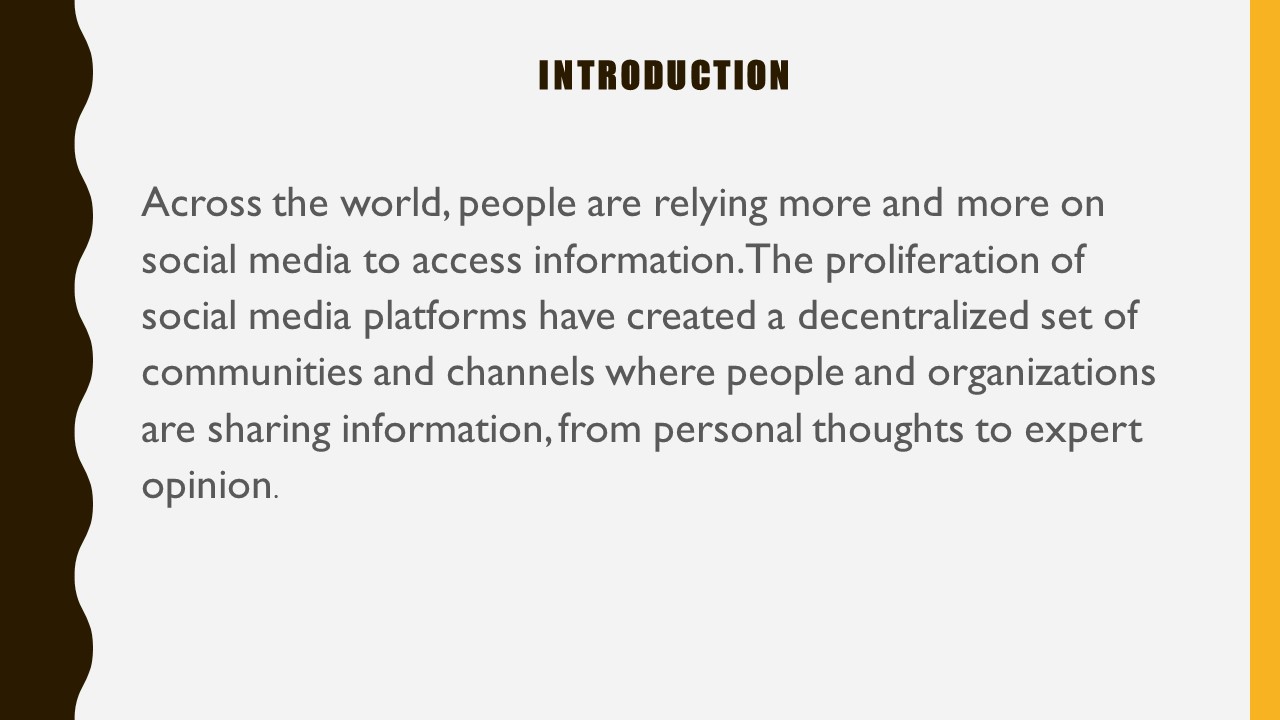 INTRODUCTION
Across the world, people are relying more and more on
social media to access information. The proliferation of
social media platforms have created a decentralized set of
communities and channels where people and organizations
are sharing information, from personal thoughts to expert
opinion.